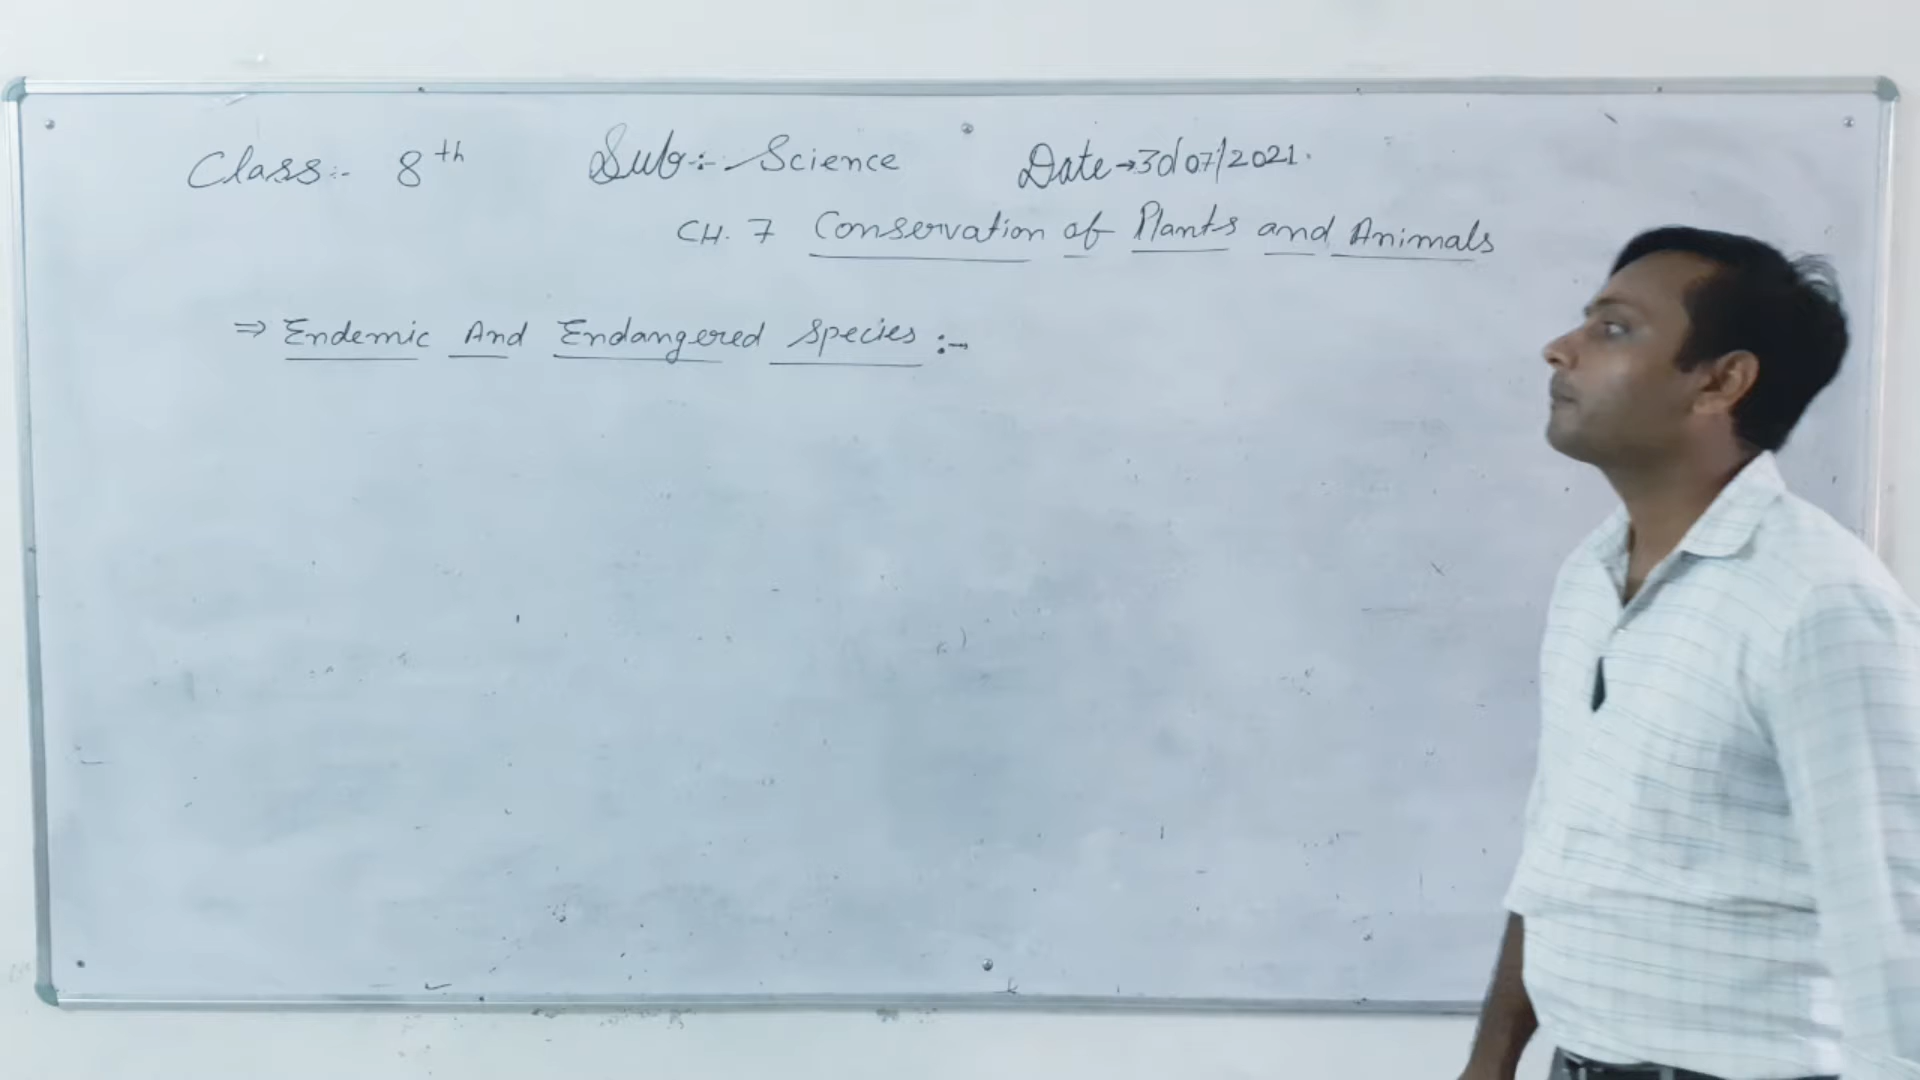 Class:- 8th Sub:- Science Date→30/07/2021.
CH. 7 Conservation of Plants and Animals
⇒ Endemic And Endangered Species :-